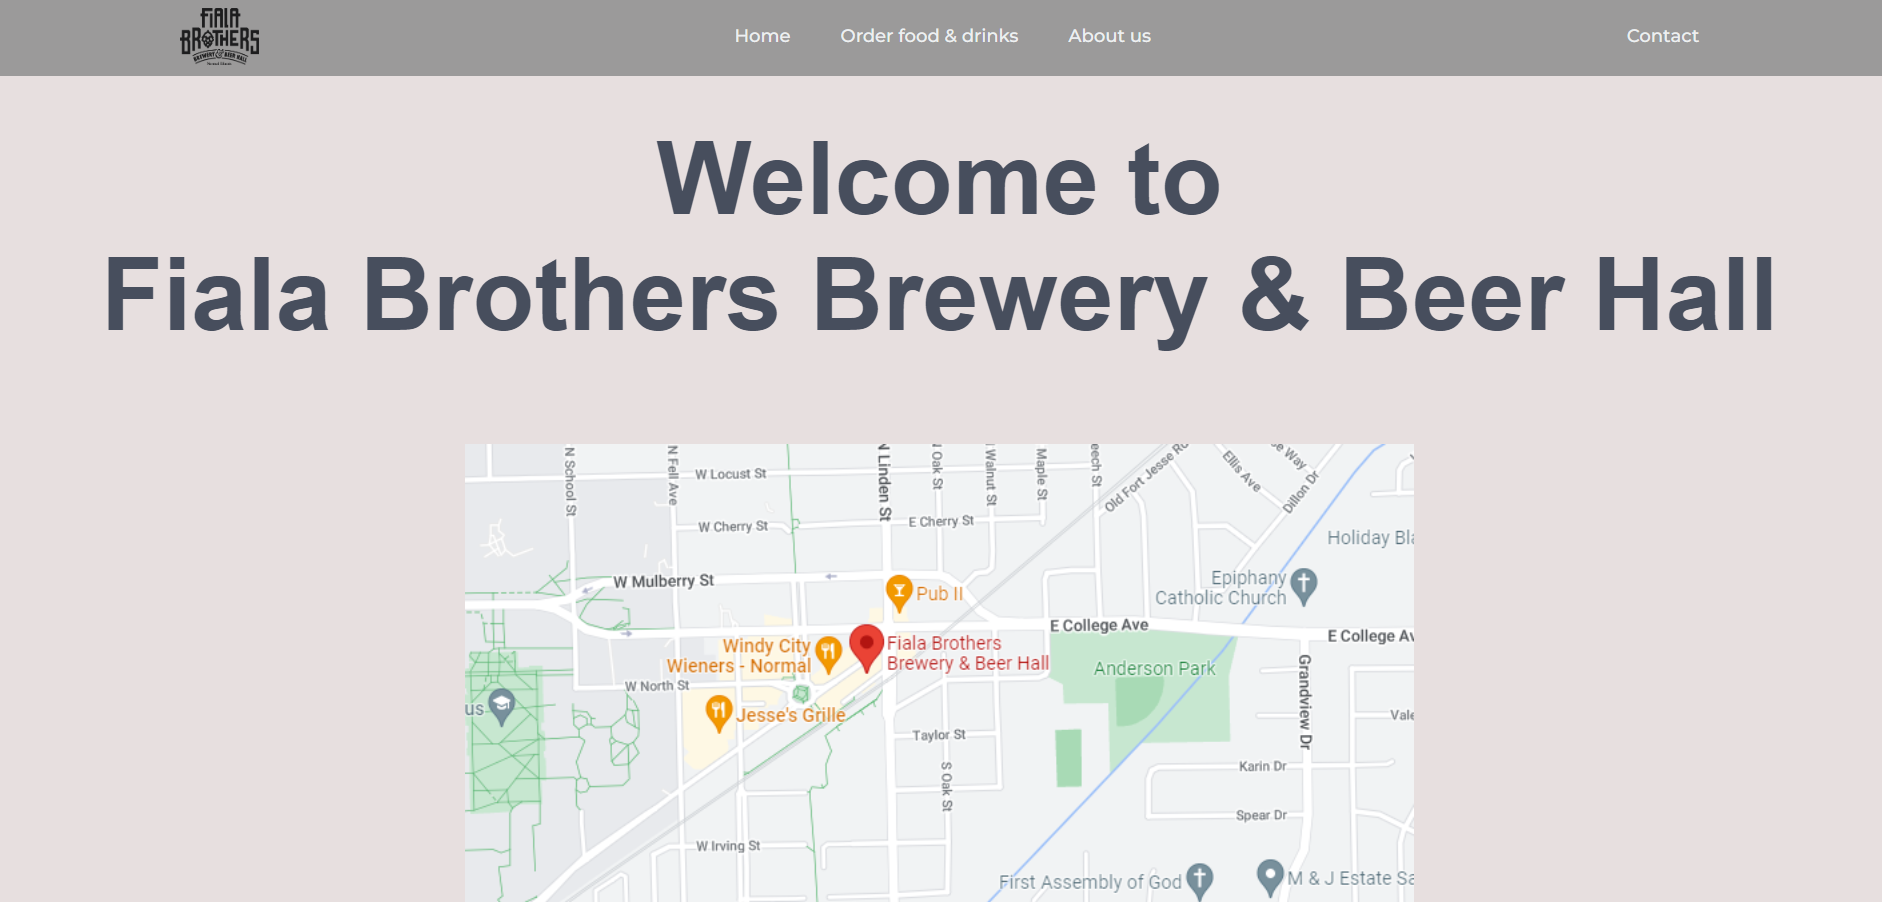 FIALA
BROTHERS
BREWERY & BEER HALL
Home
Order food & drinks
About us
Contact
Welcome to
Fiala Brothers Brewery & Beer Hall
N School St
N Fell Ave
W Locust St
N Linden St
N Oak St
Walnut St
Maple St
eech St
Old Fort Jesse Ro
Ellis Ave
se Way
Dillon Dr
W Cherry St
E Cherry St
Holiday Bla
W Mulberry St
Pub II
Epiphany
Catholic Church
E College Ave
E College Av
Windy City
Wieners - Normal
Fiala Brothers
Brewery & Beer Hall
Anderson Park
Grandview Dr
W North St
us
Jesse's Grille
Vale
Taylor St
S Oak St
Karin Dr
Spear Dr
W Irving St
First Assembly of God
M & J Estate Sa